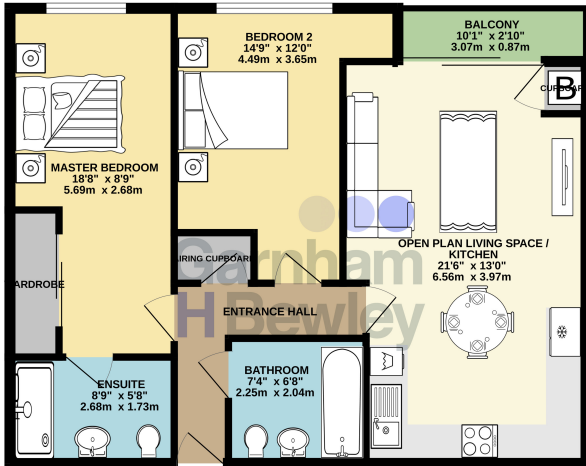 BALCONY
10'1" x 2'10"
3.07m x 0.87m
BEDROOM 2
14'9" x 12'0"
4.49m x 3.65m
B
CUPBOARD
MASTER BEDROOM
18'8" x 8'9"
5.69m x 2.68m
OPEN PLAN LIVING SPACE /
KITCHEN
21'6" x 13'0"
6.56m x 3.97m
AIRING CUPBOARD
Garnham
H Bewley
WARDROBE
ENTRANCE HALL
ENSUITE
8'9" x 5'8"
2.68m x 1.73m
BATHROOM
7'4" x 6'8"
2.25m x 2.04m